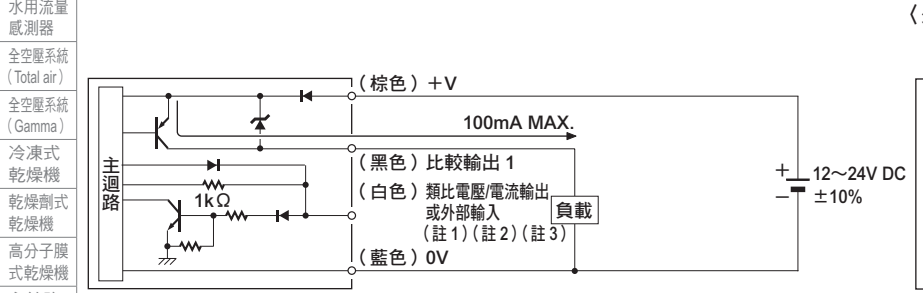 水用流量
感測器
全空壓系統
（Total air）
全空壓系統
（Gamma）
冷凍式
乾燥機
乾燥劑式
乾燥機
高分子膜
式乾燥機
主迴路
1kΩ
（棕色）＋V
100mA MAX.
（黑色）比較輸出 1
（白色）類比電壓/電流輸出
或外部輸入
（註 1）（註 2）（註 3）
負載
（藍色）0V
＋
－
12～24V DC
±10%